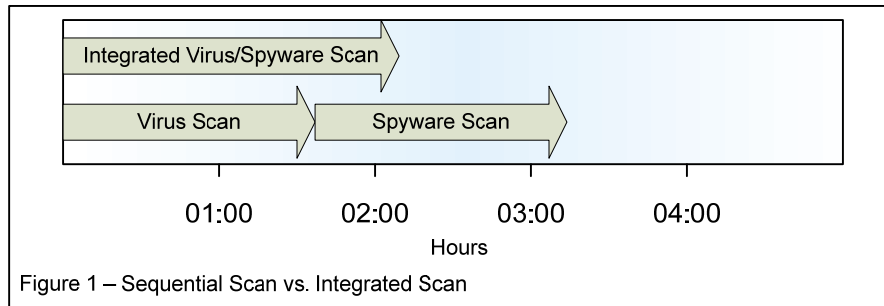 Integrated Virus/Spyware Scan
Virus Scan Spyware Scan
01:00 02:00 03:00 04:00
Hours
Figure 1 – Sequential Scan vs. Integrated Scan